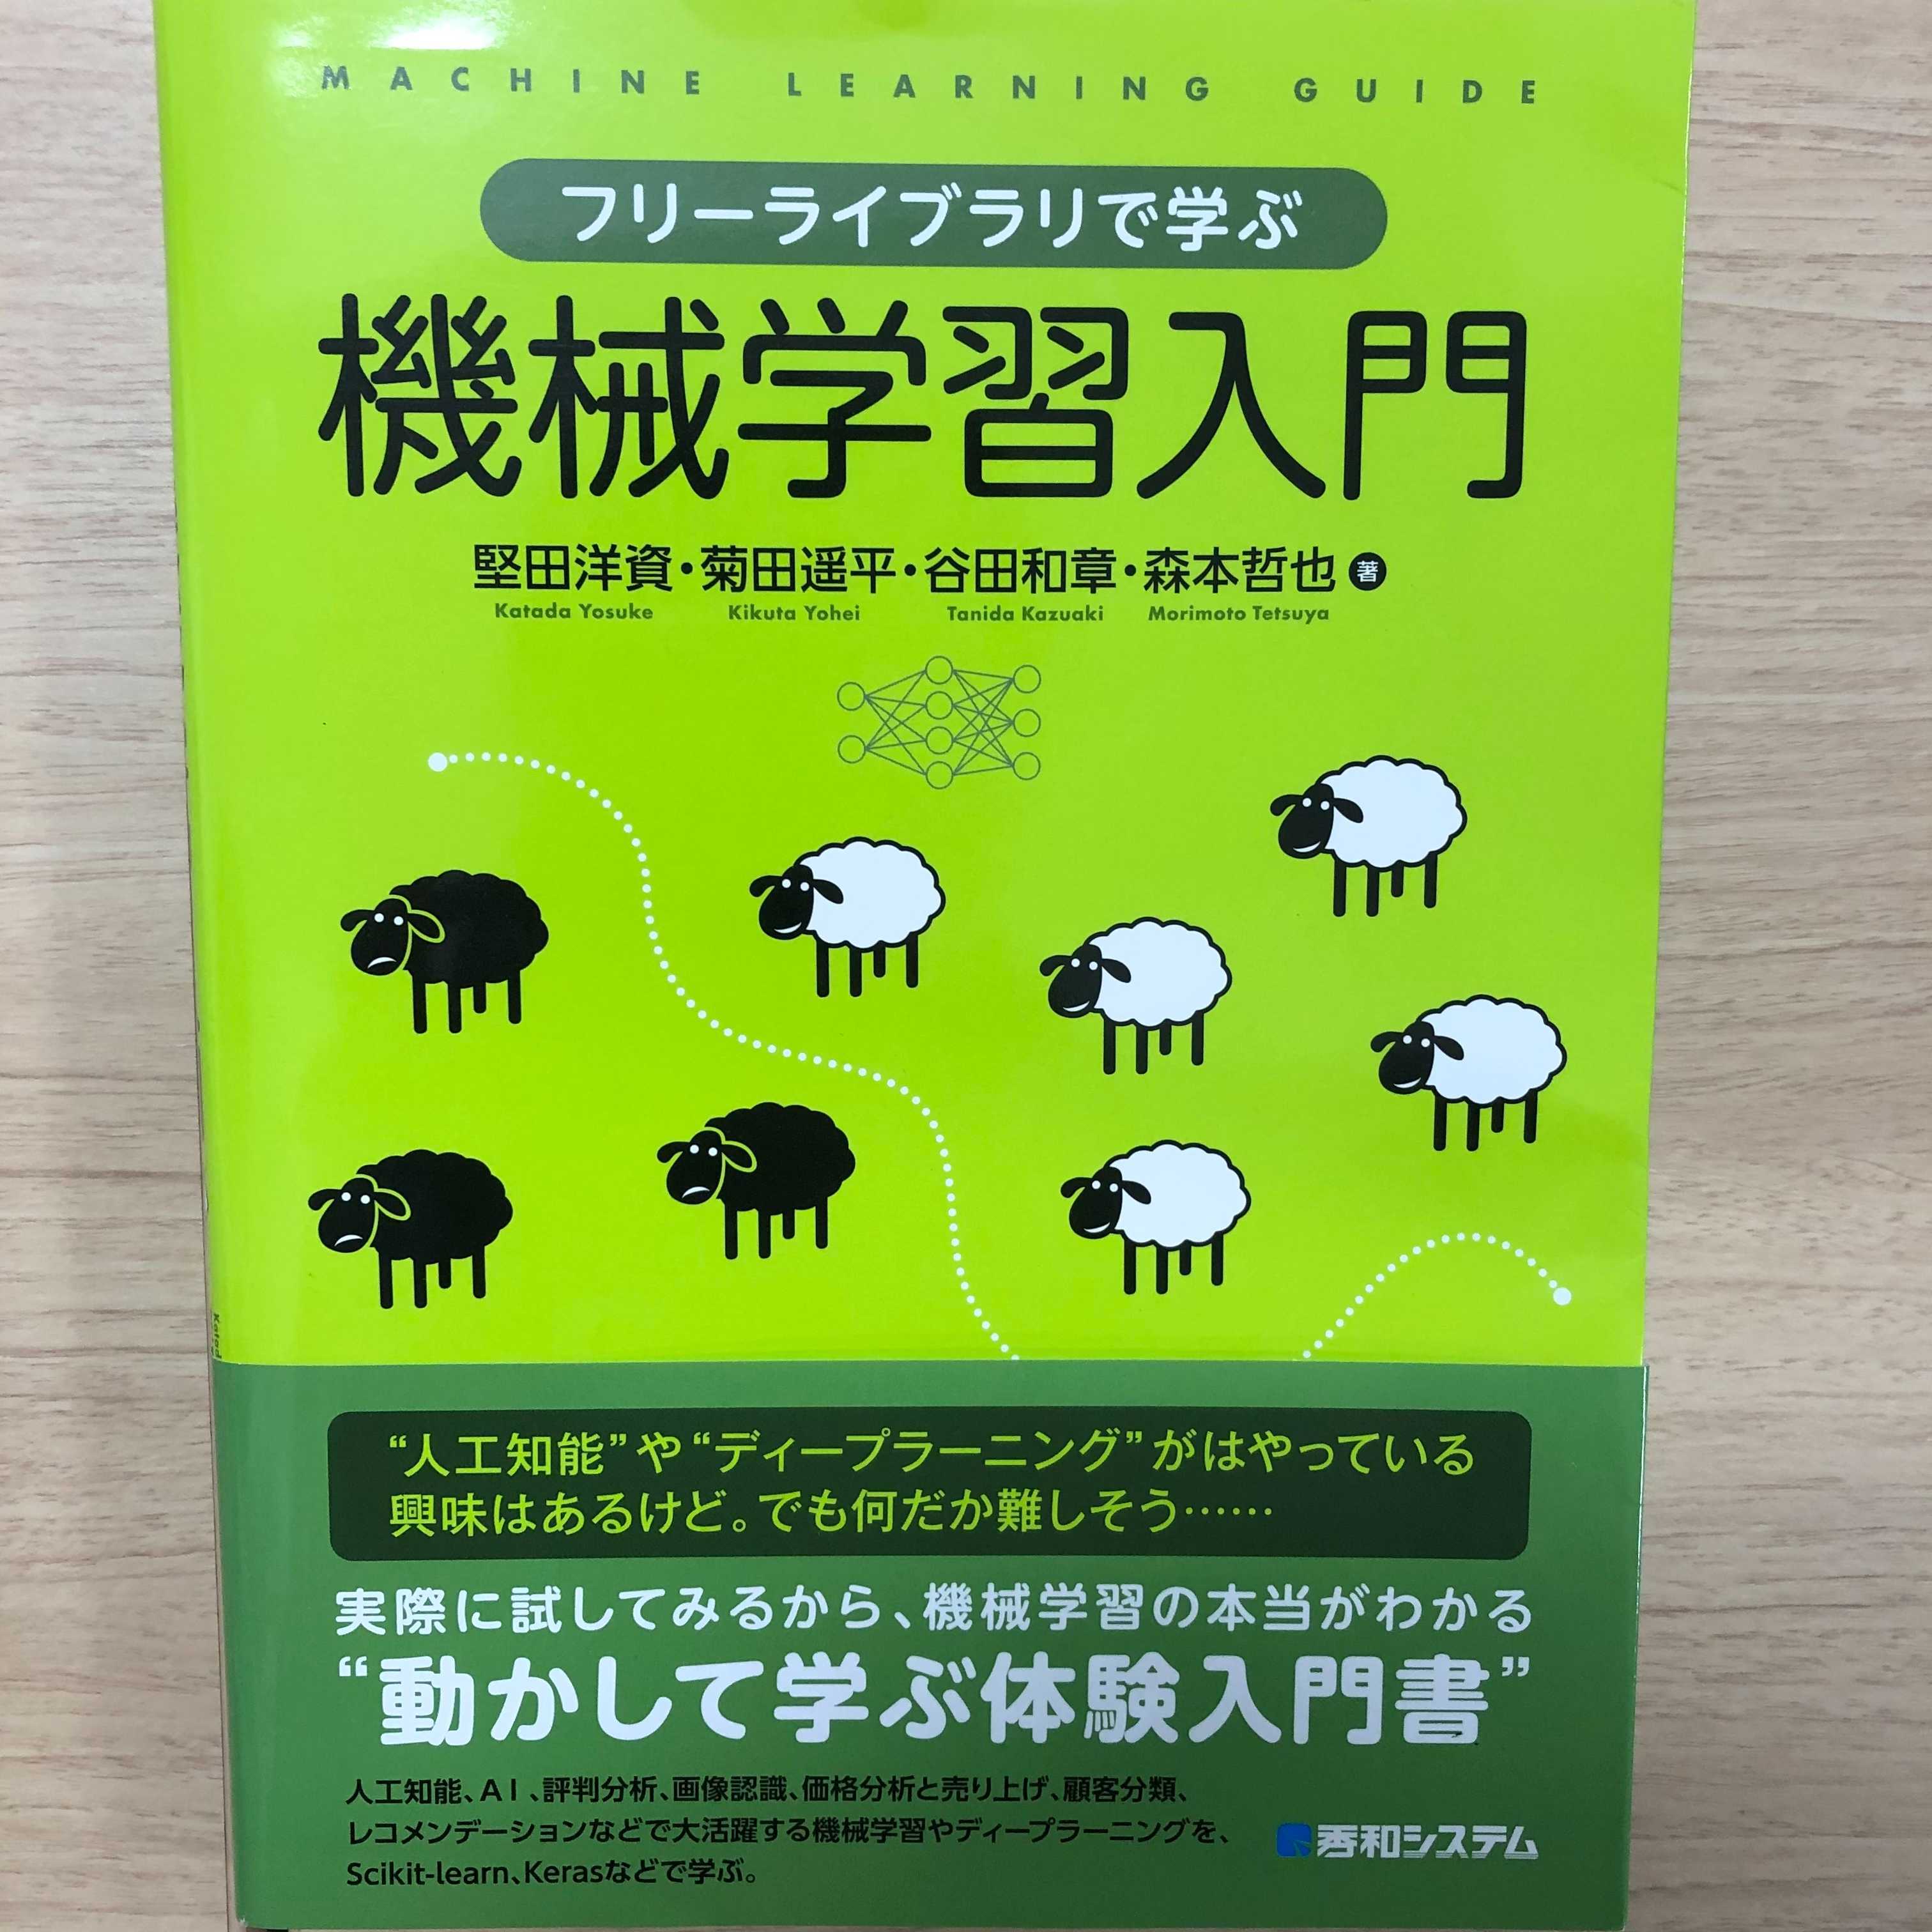 MACHINE LEARNING GUIDE
フリーライブラリで学ぶ
機械学習入門
堅田洋資・菊田遥平・谷田和章・森本哲也 著
Katada Yosuke Kikuta Yohei Tanida Kazuaki Morimoto Tetsuya
“人工知能”や“ディープラーニング”がはやっている
興味はあるけど。でも何だか難しそう……
実際に試してみるから、機械学習の本当がわかる
“動かして学ぶ体験入門書”
人工知能、AI、評判分析、画像認識、価格分析と売り上げ、顧客分類、
レコメンデーションなどで大活躍する機械学習やディープラーニングを、
Scikit-learn、Kerasなどで学ぶ。
秀和システム